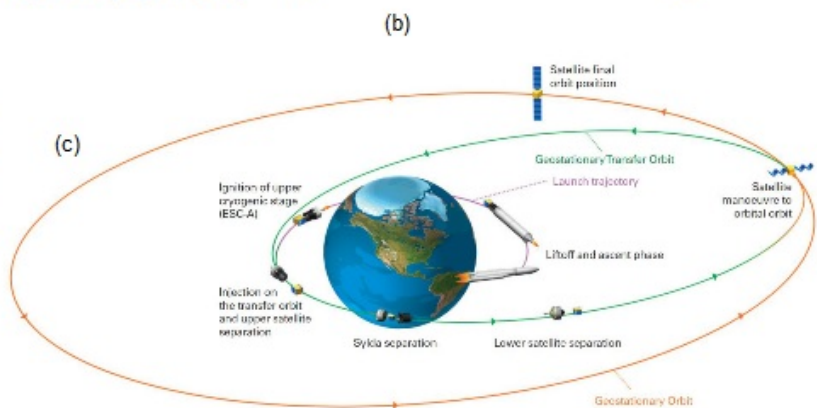 (b)
Satellite final
orbit position
(c)
Geostationary Transfer Orbit
Ignition of upper
cryogenic stage
(ESC-A)
Launch trajectory
Satellite
manoeuvre to
orbital orbit
Liftoff and ascent phase
Injection on
the transfer orbit
and upper satellite
separation
Sylda separation
Lower satellite separation
Geostationary Orbit